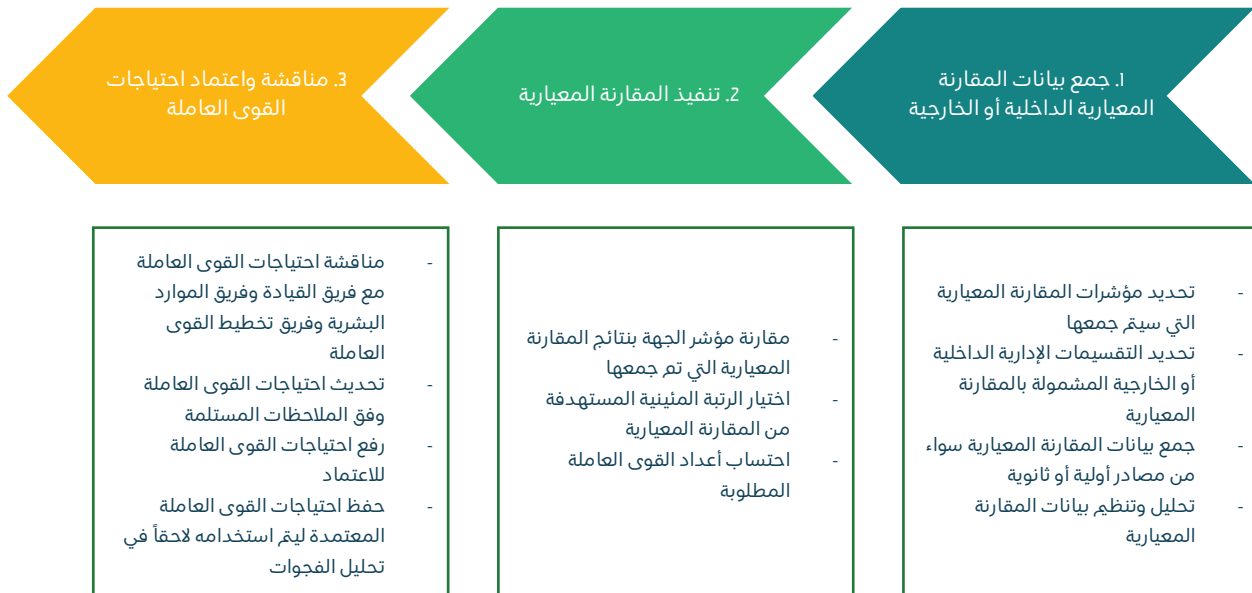 1. جمع بيانات المقارنة
المعيارية الداخلية أو الخارجية
2. تنفيذ المقارنة المعيارية
3. مناقشة واعتماد احتياجات
القوى العاملة
- تحديد مؤشرات المقارنة المعيارية
التي سيتم جمعها
- تحديد التقسيمات الإدارية الداخلية
أو الخارجية المشمولة بالمقارنة
المعيارية
- جمع بيانات المقارنة المعيارية سواء
من مصادر أولية أو ثانوية
- تحليل وتنظيم بيانات المقارنة
المعيارية
- مقارنة مؤشر الجهة بنتائج المقارنة
المعيارية التي تم جمعها
- اختيار الرتبة المئينية المستهدفة
من المقارنة المعيارية
- احتساب أعداد القوى العاملة
المطلوبة
- مناقشة احتياجات القوى العاملة
مع فريق القيادة وفريق الموارد
البشرية وفريق تخطيط القوى
العاملة
- تحديث احتياجات القوى العاملة
وفق الملاحظات المستلمة
- رفع احتياجات القوى العاملة
للاعتماد
- حفظ احتياجات القوى العاملة
المعتمدة ليتم استخدامه لاحقاً في
تحليل الفجوات